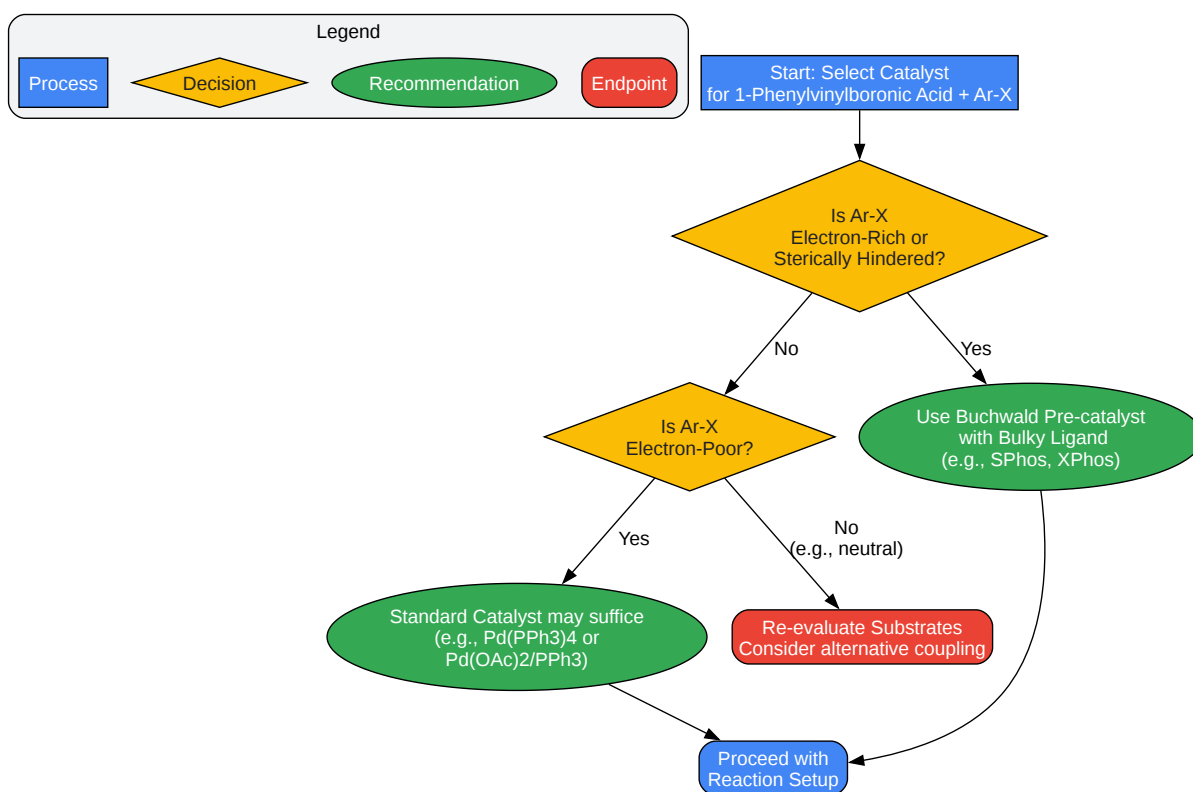 Legend
Process
Decision
Recommendation
Endpoint
Start: Select Catalyst
for 1-Phenylvinylboronic Acid + Ar-X
Is Ar-X
Electron-Rich or
Sterically Hindered?
No
Yes
Is Ar-X
Electron-Poor?
Use Buchwald Pre-catalyst
with Bulky Ligand
(e.g., SPhos, XPhos)
Yes
No
(e.g., neutral)
Standard Catalyst may suffice
(e.g., Pd(PPh3)4 or
Pd(OAc)2/PPh3)
Re-evaluate Substrates
Consider alternative coupling
Proceed with
Reaction Setup